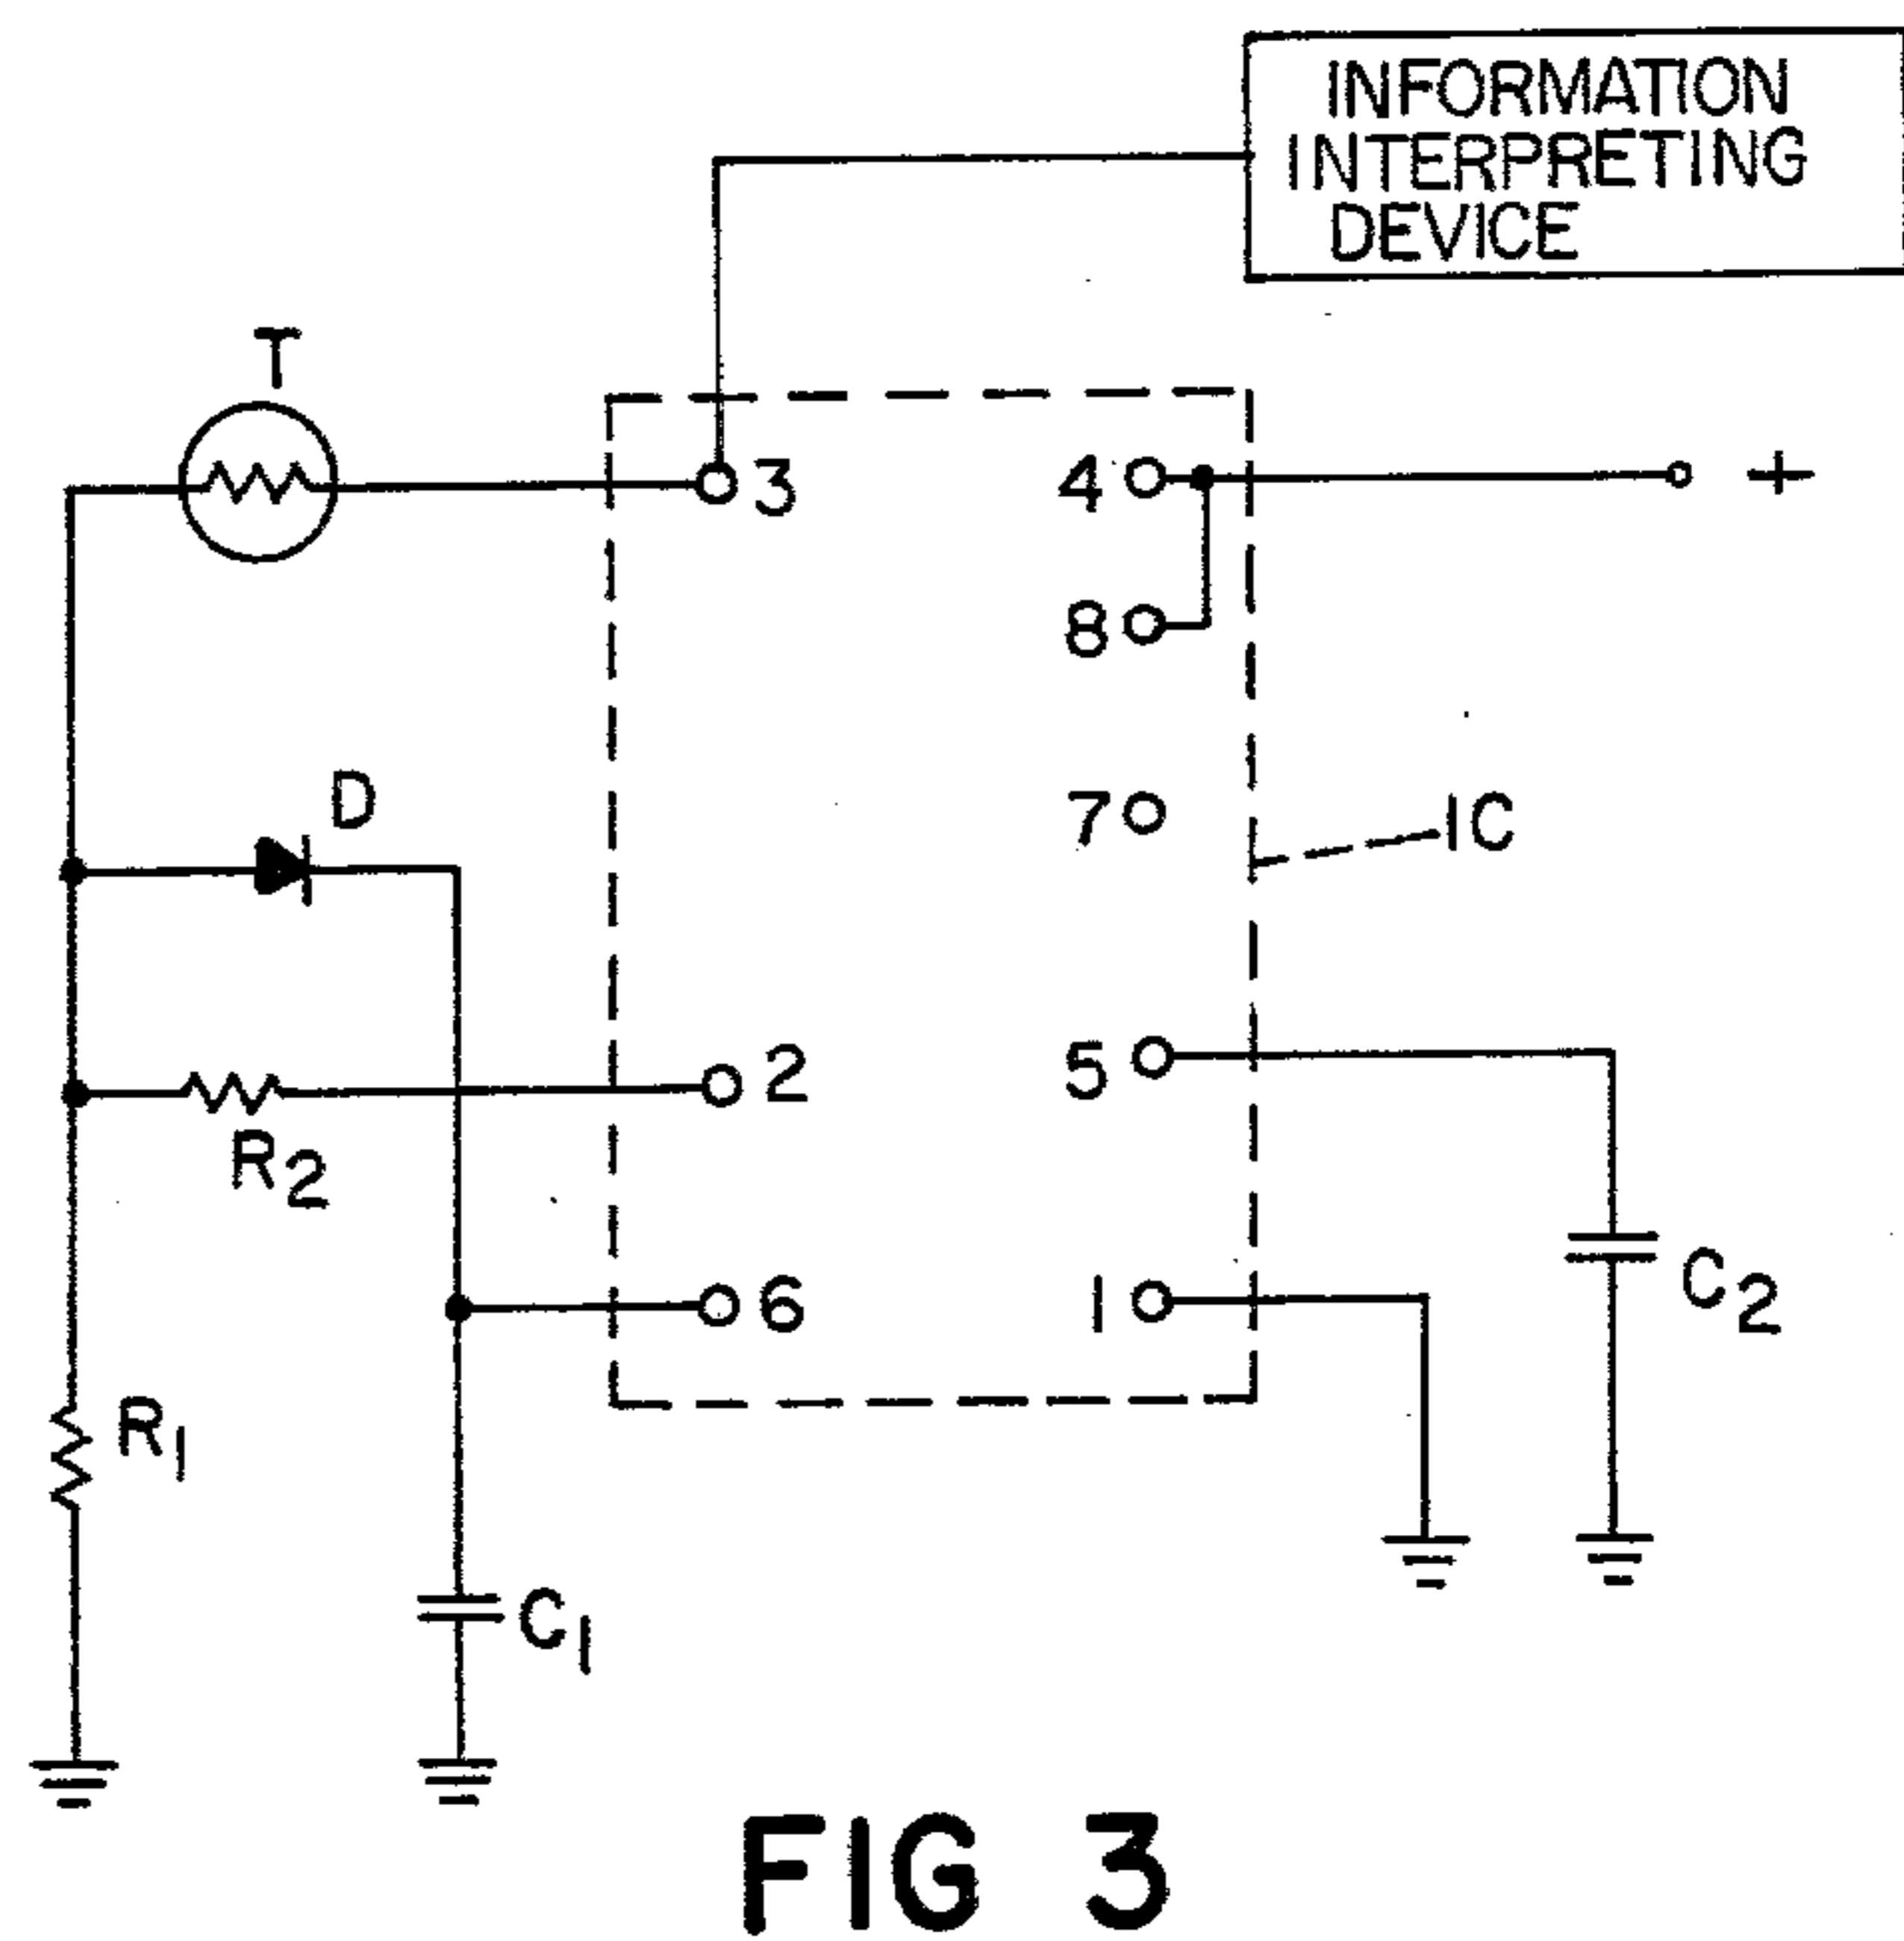 INFORMATION
INTERPRETING
DEVICE
T
3
4
+
8
D
7
IC
2
5
R2
6
1
C2
R1
C1
FIG 3